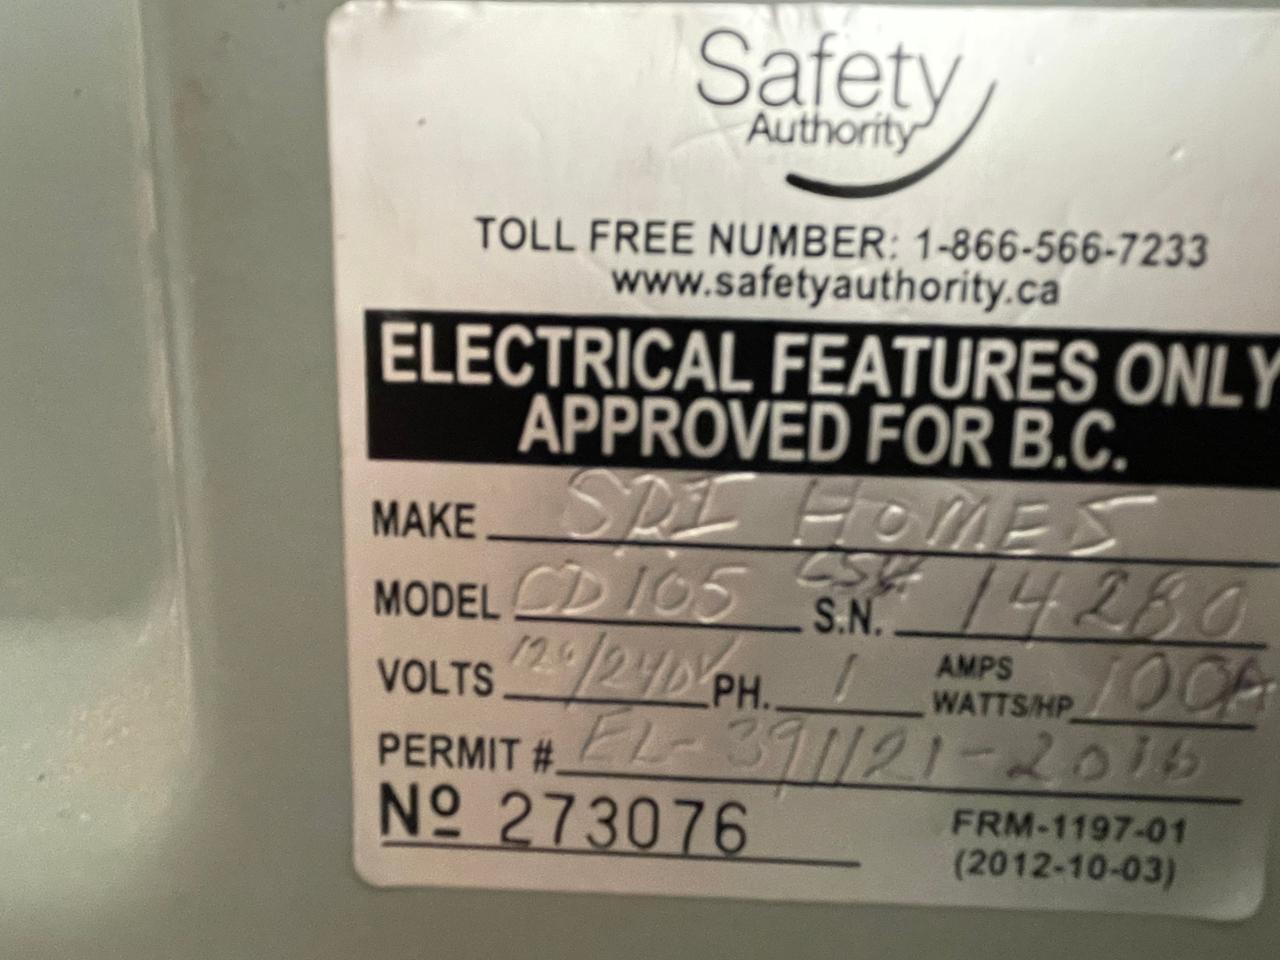 Safety
Authority
TOLL FREE NUMBER: 1-866-566-7233
www.safetyauthority.ca
ELECTRICAL FEATURES ONLY
APPROVED FOR B.C.
MAKE SRI HOMES
MODEL CD105 S.N. 14280
VOLTS 120/240V PH. 1 AMPS WATTS/HP 100A
PERMIT # EL-391121-2016
Nº 273076
FRM-1197-01
(2012-10-03)